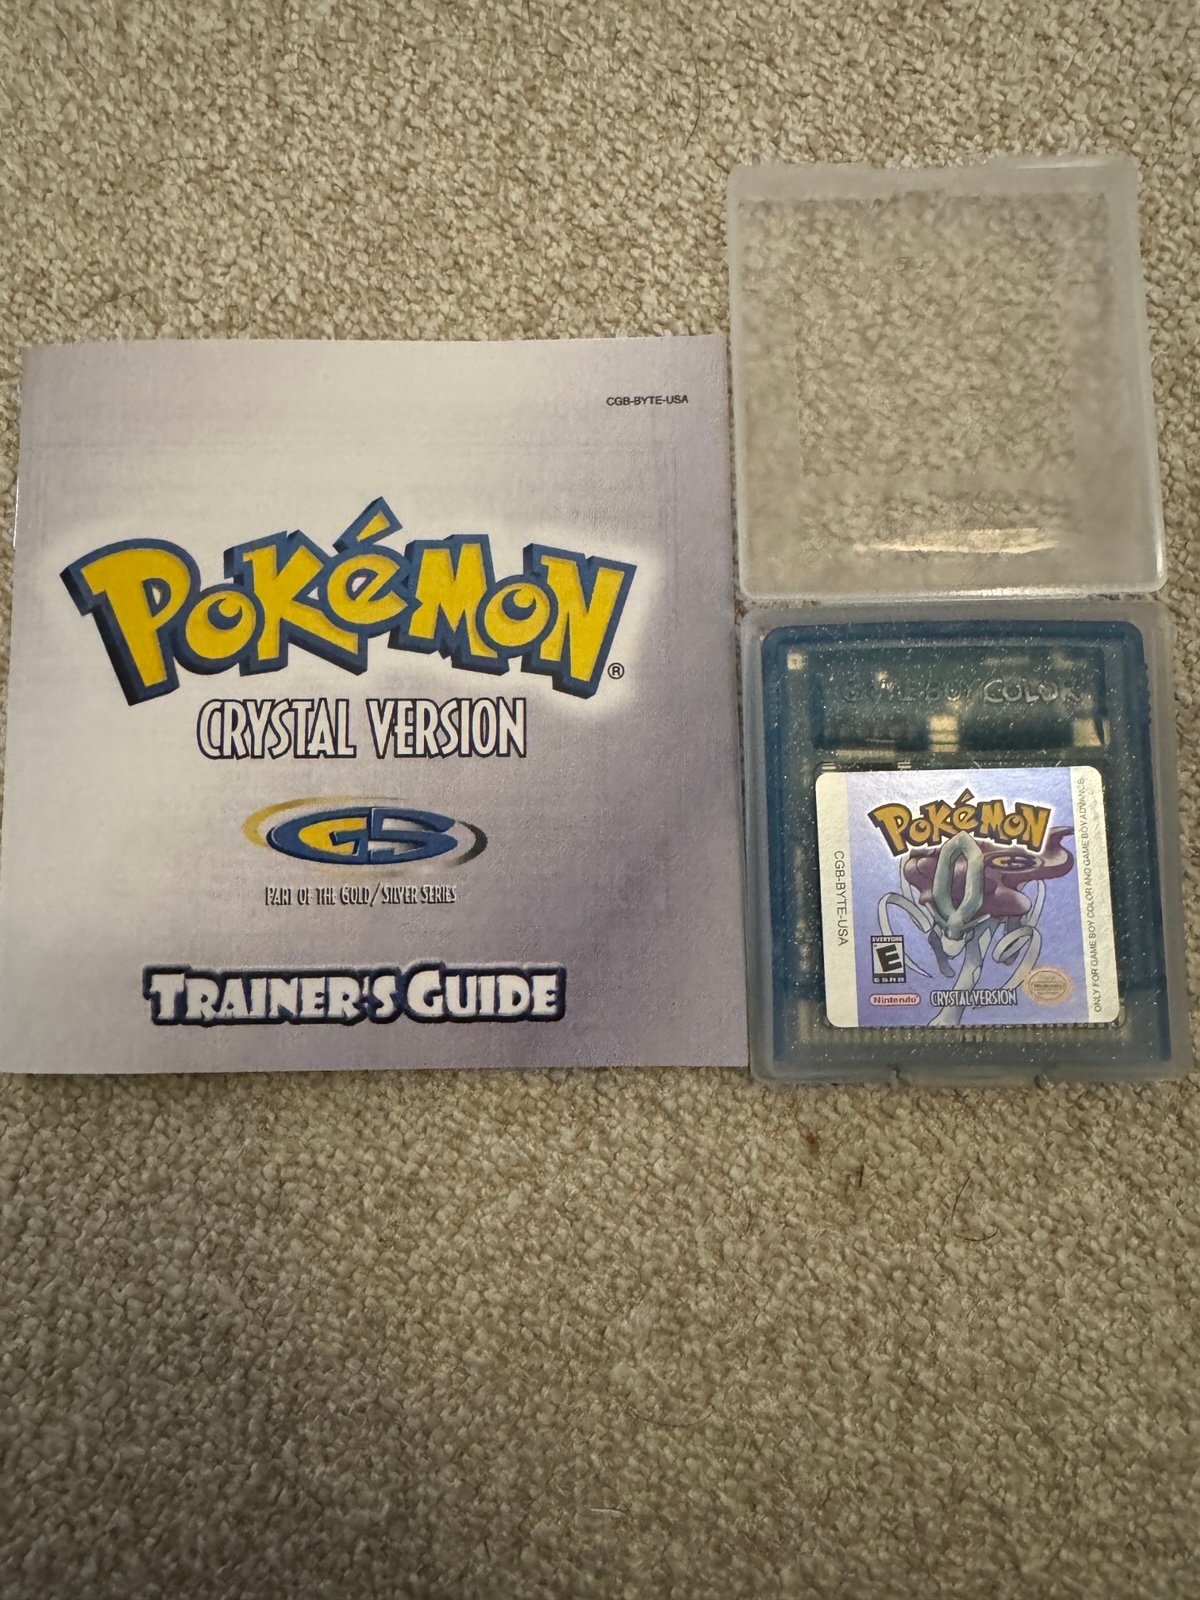 CGB-BYTE-USA
POKéMON®
CRYSTAL VERSION
GS
PART OF THE GOLD/SILVER SERIES
TRAINER'S GUIDE
GAME BOY COLOR
POKéMON
GS
CGB-BYTE-USA
ONLY FOR GAME BOY COLOR AND GAME BOY ADVANCE
EVERYONE
E
ESRB
Nintendo
CRYSTAL VERSION